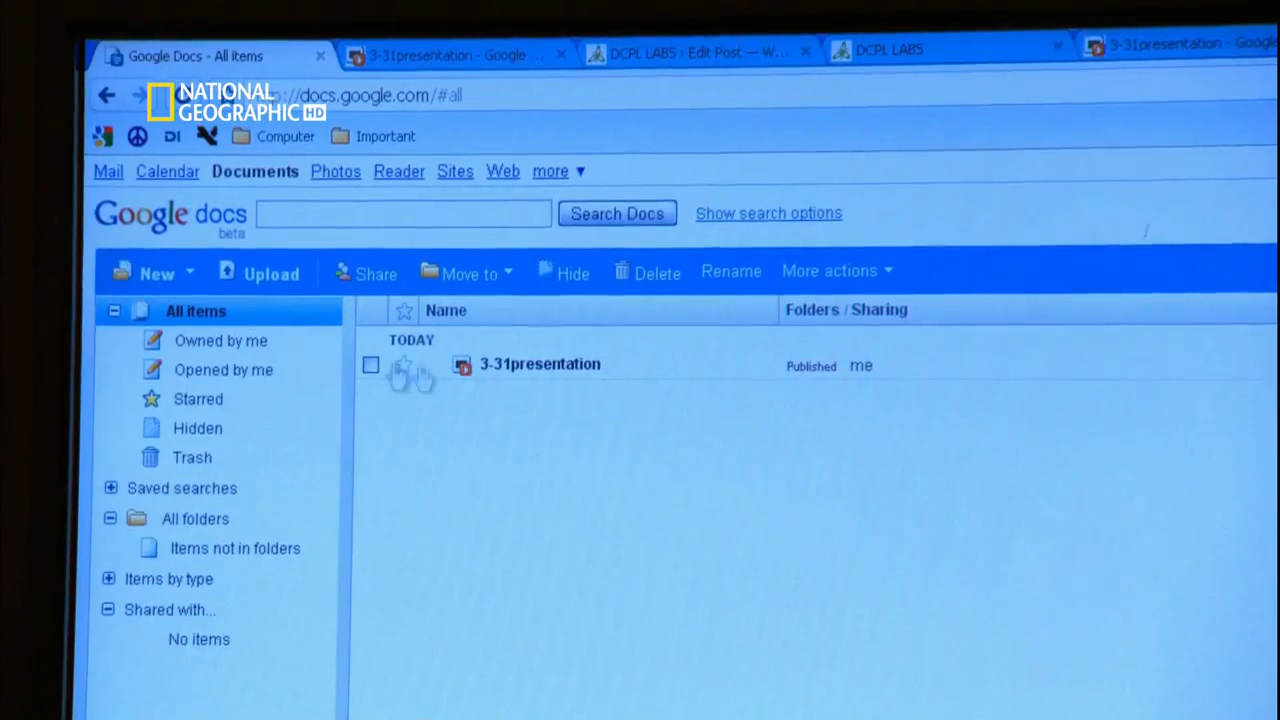 Google Docs - All items
3-31presentation - Google ...
DCPL LABS › Edit Post — W...
DCPL LABS
3-31presentation - Google
NATIONAL
GEOGRAPHIC HD
://docs.google.com/#all
DI
Computer
Important
Mail Calendar Documents Photos Reader Sites Web more ▼
Google docs
beta
Search Docs
Show search options
New Upload Share Move to Hide Delete Rename More actions
All items
Name
Folders / Sharing
Owned by me
TODAY
Opened by me
3-31presentation
Published me
Starred
Hidden
Trash
Saved searches
All folders
Items not in folders
Items by type
Shared with...
No items